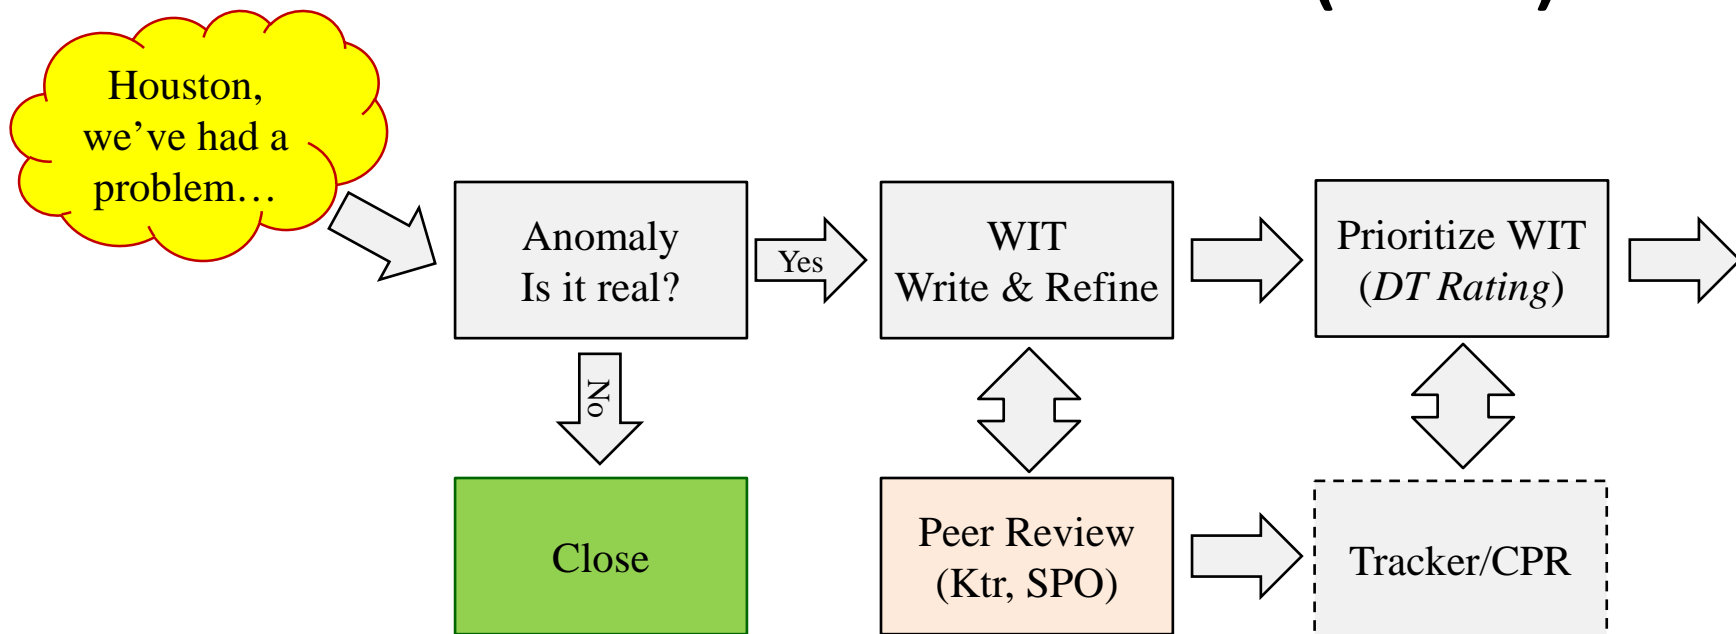 Houston,
we’ve had a
problem…
Anomaly
Is it real?
Yes
WIT
Write & Refine
Prioritize WIT
(DT Rating)
No
Close
Peer Review
(Ktr, SPO)
Tracker/CPR